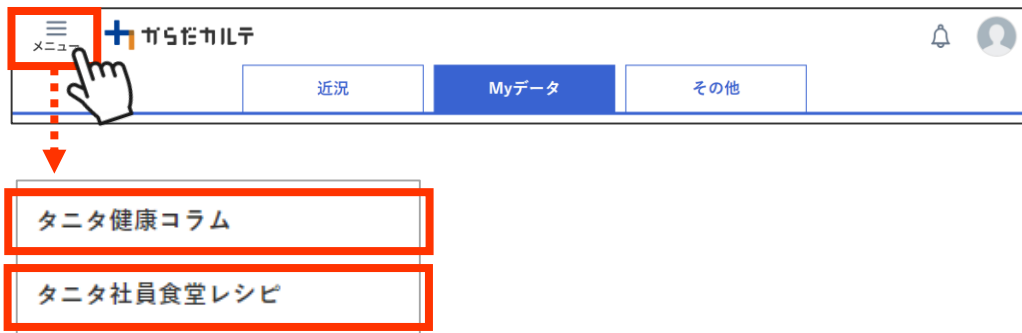 メニュー
からだカルテ
近況
Myデータ
その他
タニタ健康コラム
タニタ社員食堂レシピ